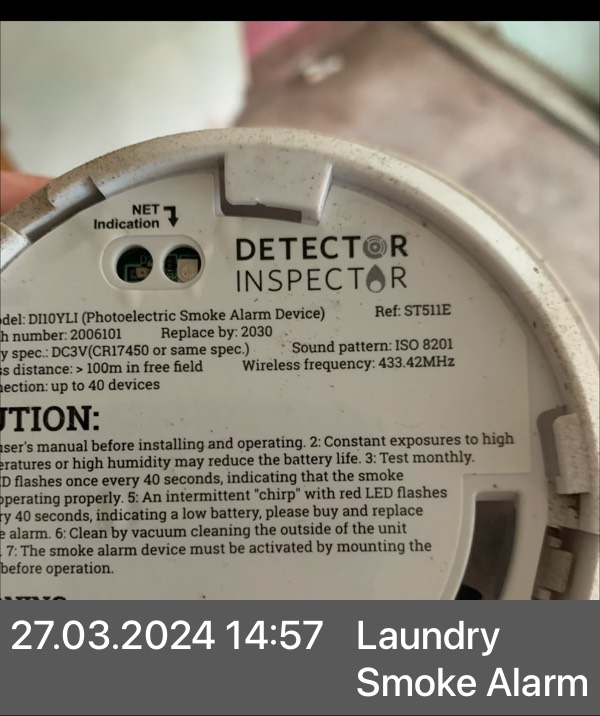 NET
Indication
DETECTOR
INSPECTOR
odel: DI10YLI (Photoelectric Smoke Alarm Device) Ref: ST511E
h number: 2006101 Replace by: 2030
y spec.: DC3V(CR17450 or same spec.) Sound pattern: ISO 8201
ss distance: > 100m in free field Wireless frequency: 433.42MHz
nection: up to 40 devices
UTION:
user's manual before installing and operating. 2: Constant exposures to high
eratures or high humidity may reduce the battery life. 3: Test monthly.
D flashes once every 40 seconds, indicating that the smoke
operating properly. 5: An intermittent "chirp" with red LED flashes
ry 40 seconds, indicating a low battery, please buy and replace
e alarm. 6: Clean by vacuum cleaning the outside of the unit
. 7: The smoke alarm device must be activated by mounting the
before operation.
27.03.2024 14:57 Laundry
Smoke Alarm